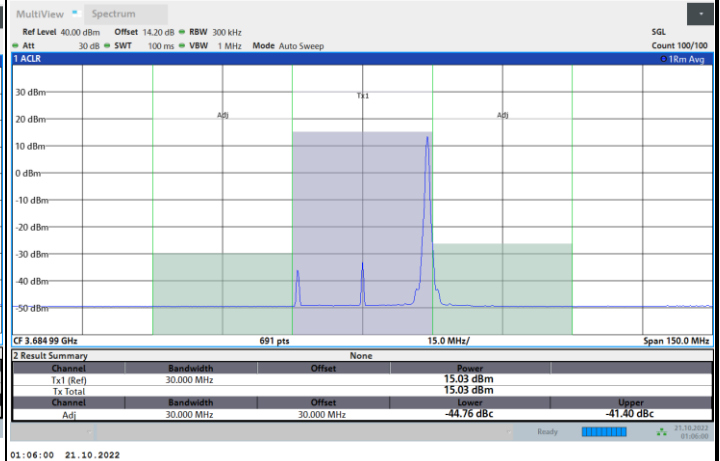 MultiView Spectrum
Ref Level 40.00 dBm Offset 14.20 dB RBW 300 kHz SGL
Att 30 dB SWT 100 ms VBW 1 MHz Mode Auto Sweep Count 100/100
1 ACLR 1Rm Avg
30 dBm
Tx1
20 dBm
Adj Adj
10 dBm
0 dBm
-10 dBm
-20 dBm
-30 dBm
-40 dBm
-50 dBm
CF 3.684 99 GHz 691 pts 15.0 MHz/ Span 150.0 MHz
2 Result Summary None
Channel Bandwidth Offset Power
Tx1 (Ref) 30.000 MHz 15.03 dBm
Tx Total 15.03 dBm
Channel Bandwidth Offset Lower Upper
Adj 30.000 MHz 30.000 MHz -44.76 dBc -41.40 dBc
Ready 21.10.2022
01:06:00
01:06:00 21.10.2022